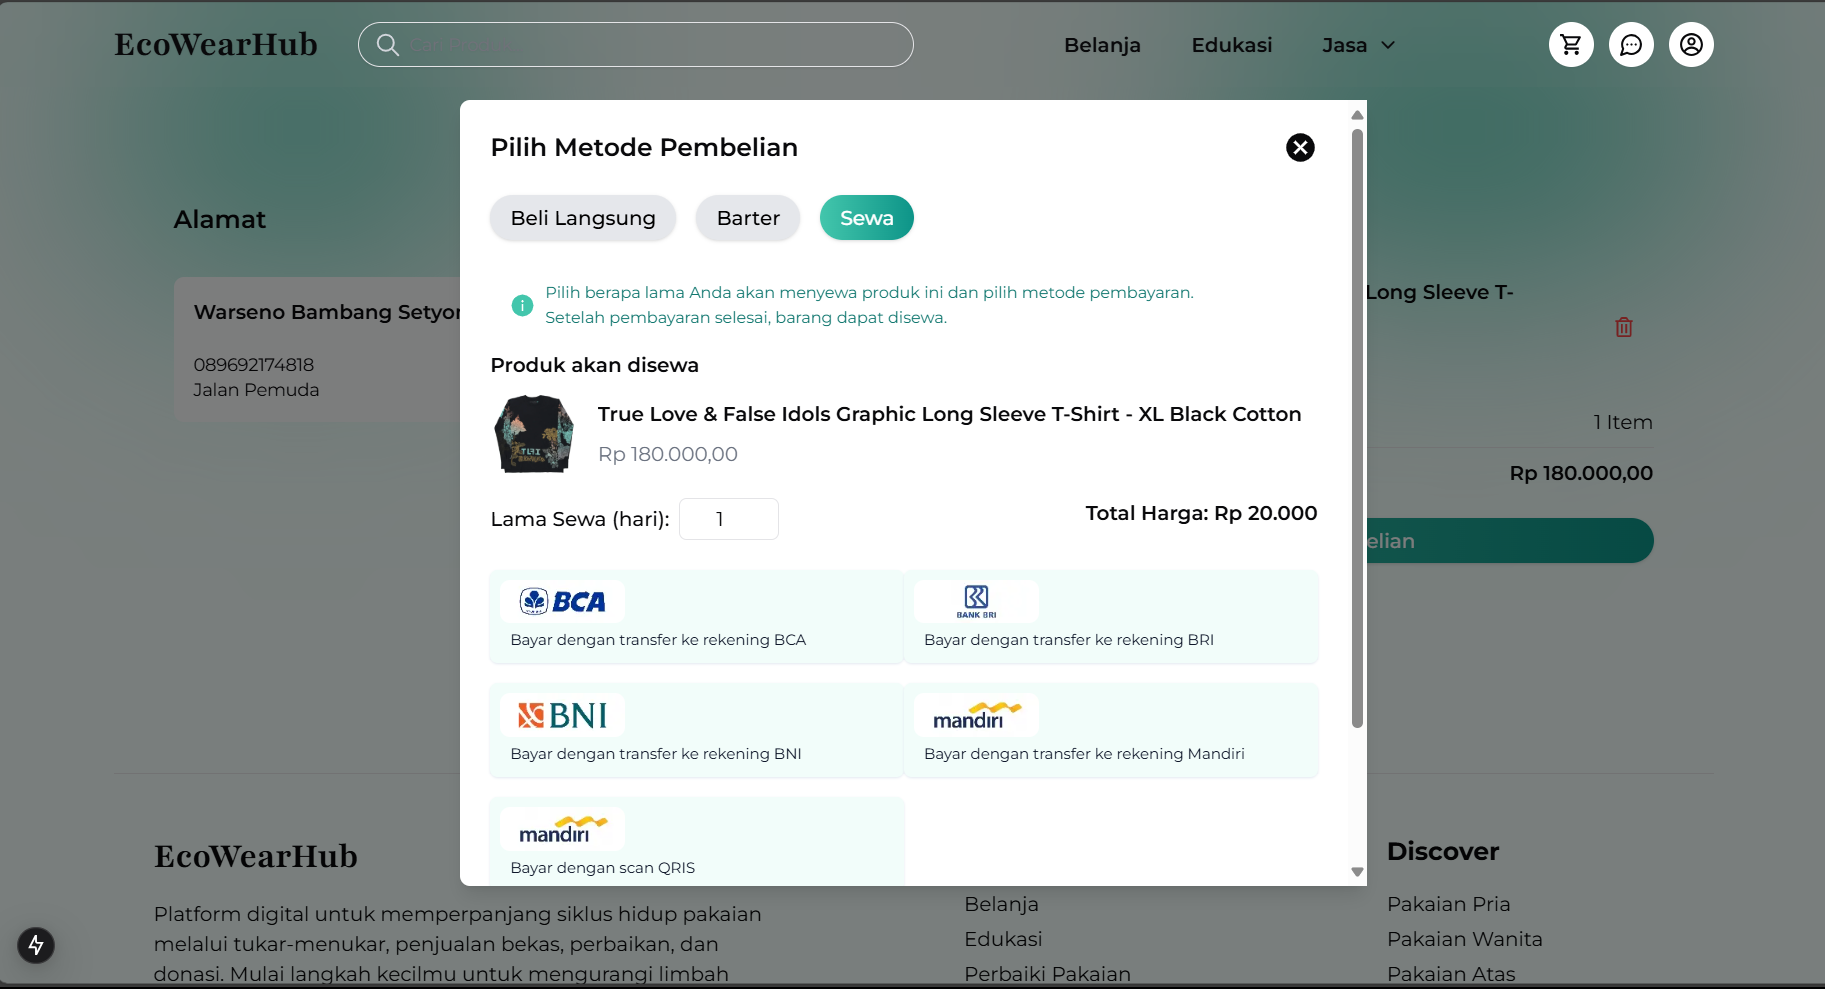 EcoWearHub
Belanja
Edukasi
Jasa
Alamat
Warseno Bambang Setyon
089692174818
Jalan Pemuda
Pilih Metode Pembelian
Beli Langsung
Barter
Sewa
Pilih berapa lama Anda akan menyewa produk ini dan pilih metode pembayaran.
Setelah pembayaran selesai, barang dapat disewa.
Produk akan disewa
True Love & False Idols Graphic Long Sleeve T-Shirt - XL Black Cotton
Rp 180.000,00
Lama Sewa (hari): 1
Total Harga: Rp 20.000
BCA
Bayar dengan transfer ke rekening BCA
BANK BRI
Bayar dengan transfer ke rekening BRI
BNI
Bayar dengan transfer ke rekening BNI
mandiri
Bayar dengan transfer ke rekening Mandiri
mandiri
Bayar dengan scan QRIS
Long Sleeve T-
1 Item
Rp 180.000,00
elian
EcoWearHub
Platform digital untuk memperpanjang siklus hidup pakaian
melalui tukar-menukar, penjualan bekas, perbaikan, dan
donasi. Mulai langkah kecilmu untuk mengurangi limbah
Belanja
Edukasi
Perbaiki Pakaian
Discover
Pakaian Pria
Pakaian Wanita
Pakaian Atas